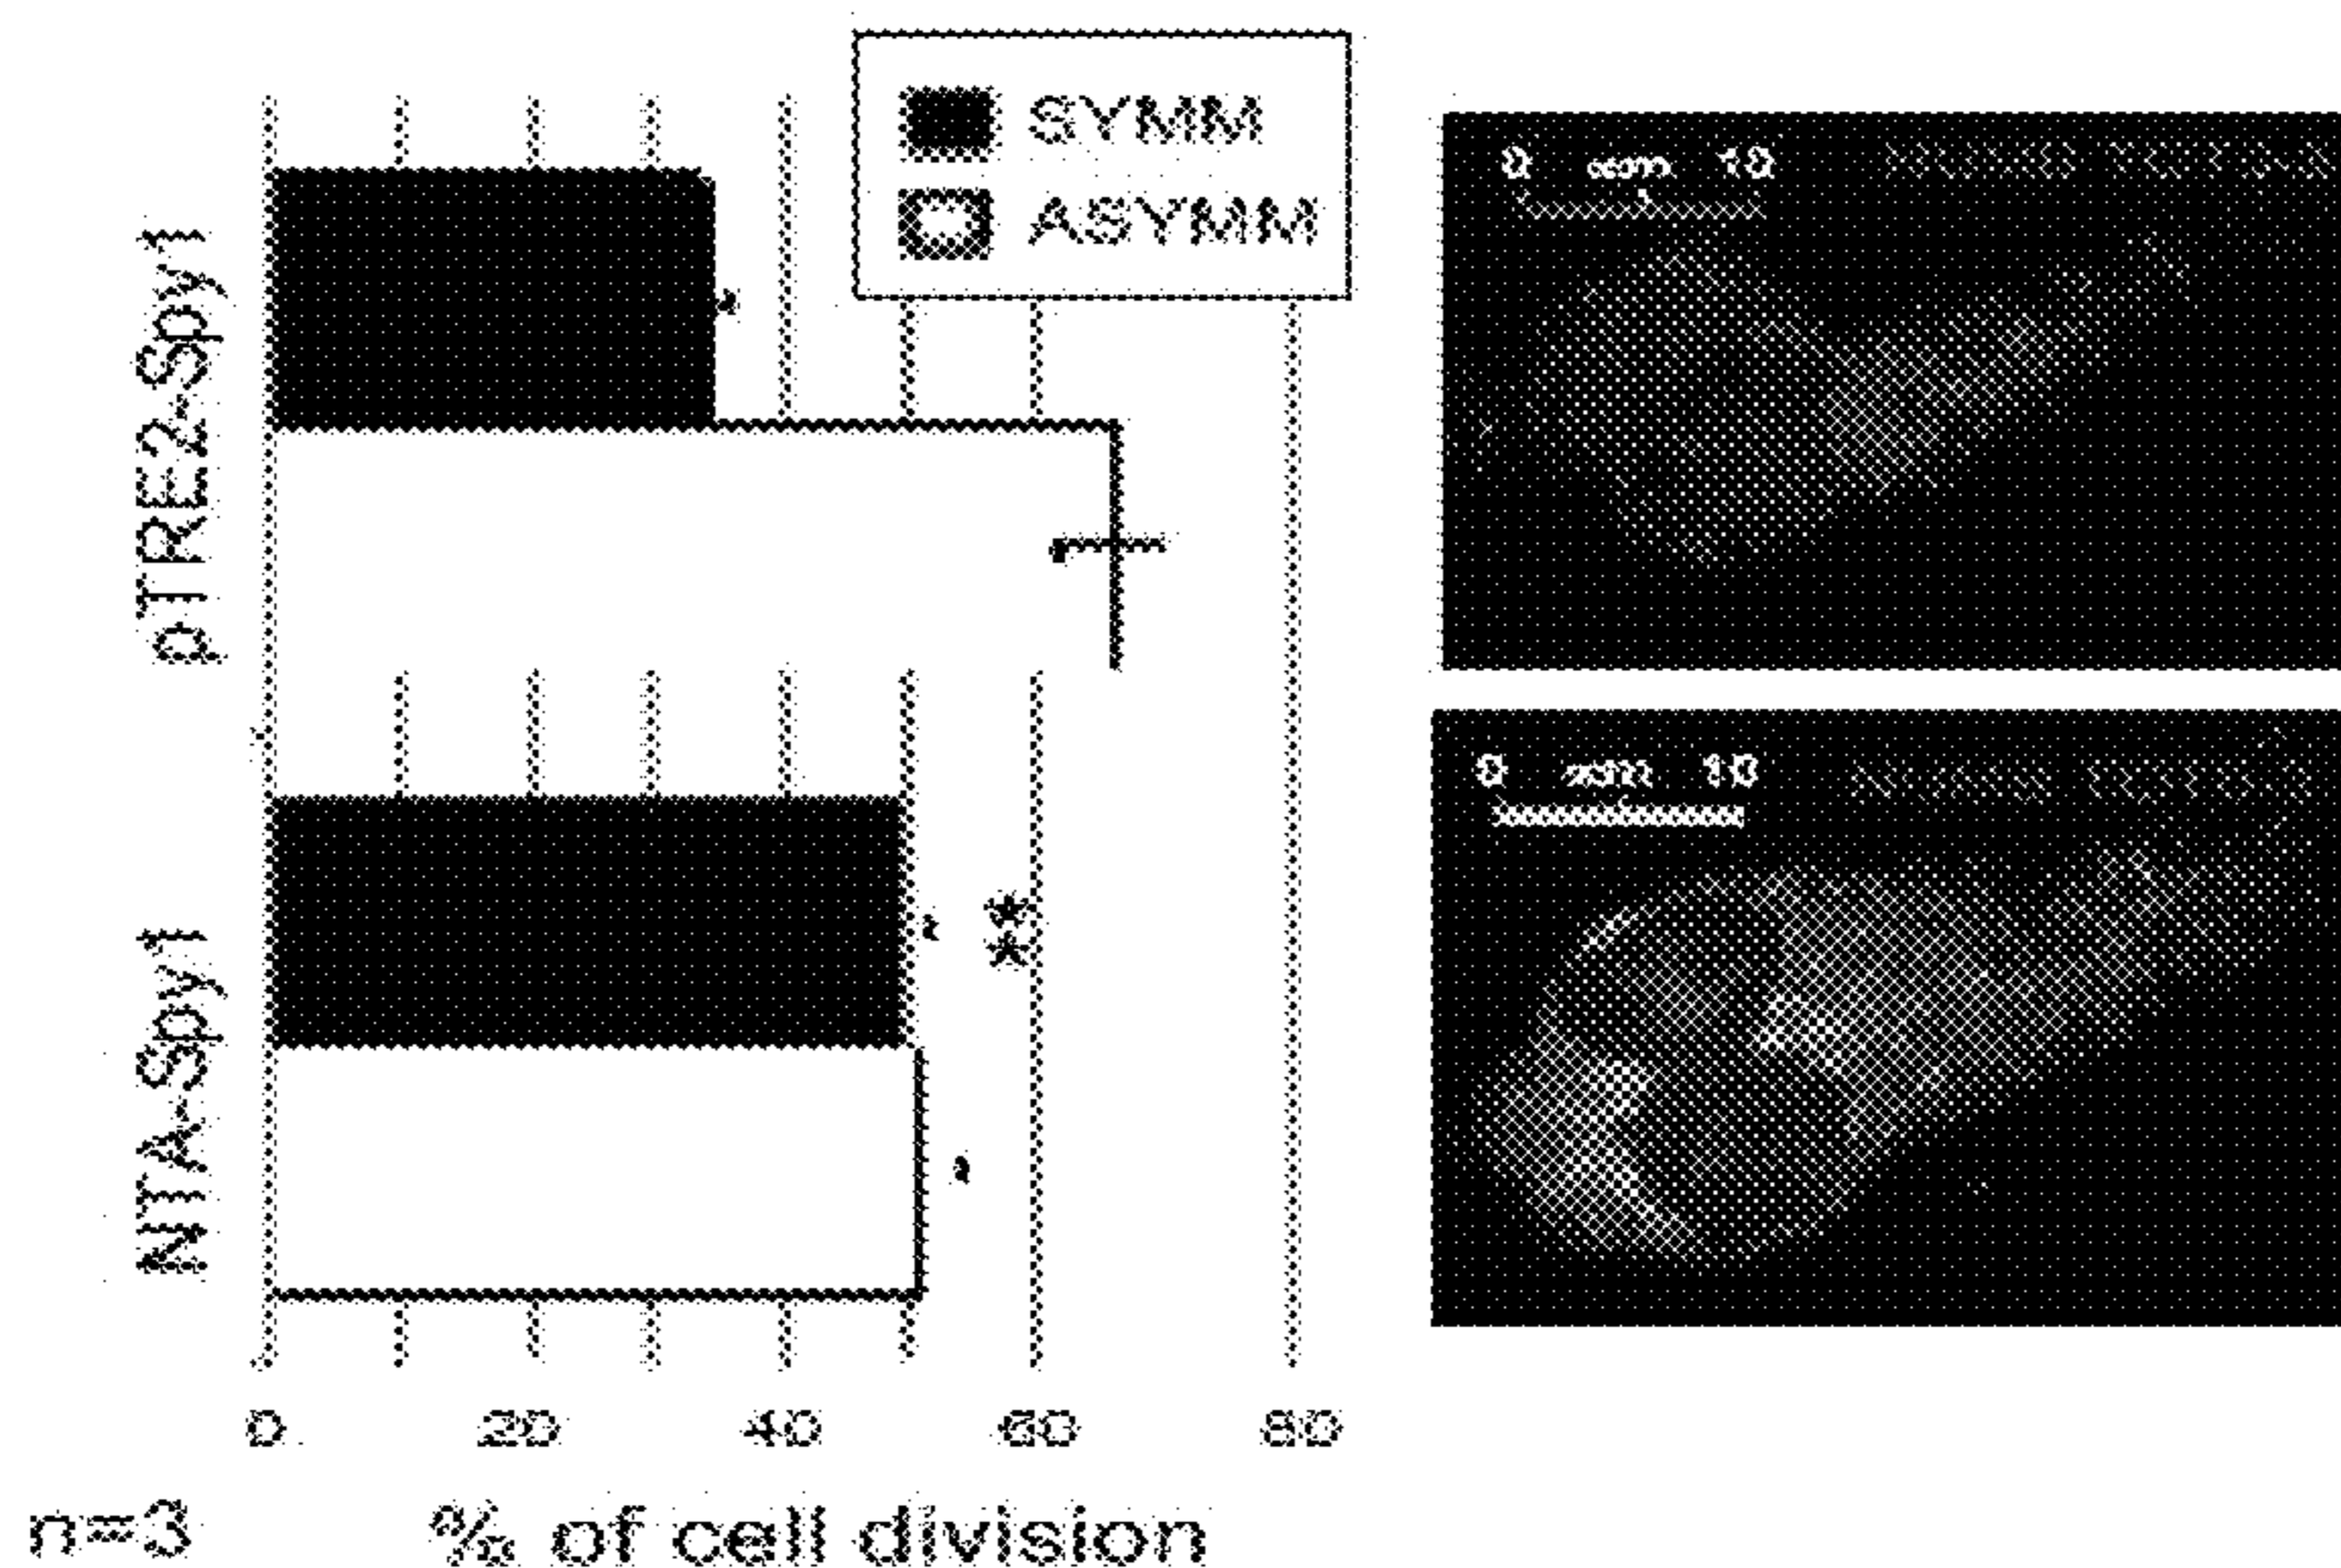 SYMM
ASYMM
pTRE2-Spy1
NTA-Spy1
0 20 40 60 80
n=3
% of cell division
0 10
0 10